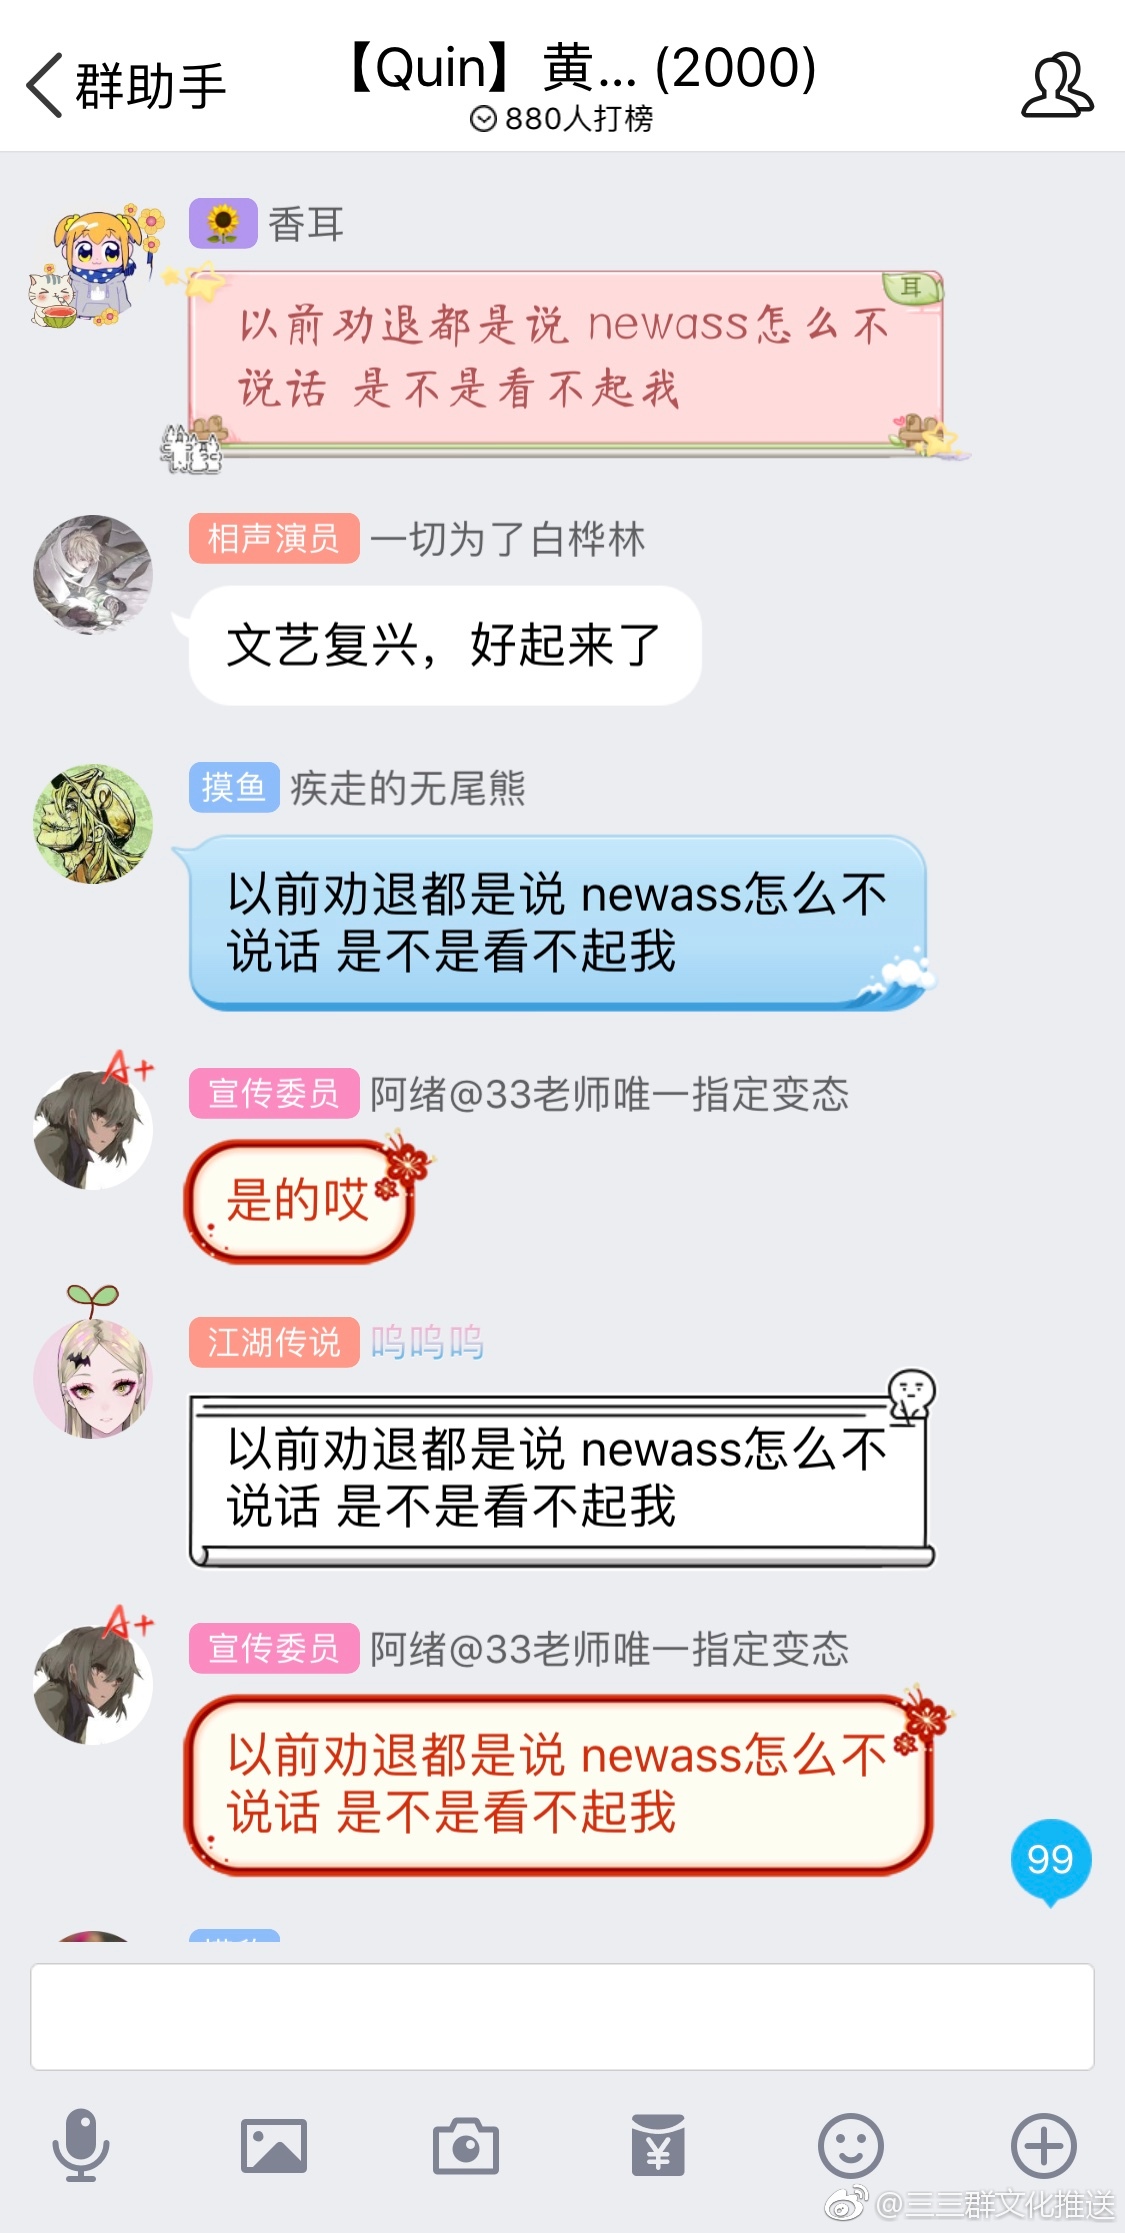 群助手
【Quin】黄... (2000)
880人打榜
香耳
耳
以前劝退都是说 newass怎么不
说话 是不是看不起我
相声演员 一切为了白桦林
文艺复兴，好起来了
摸鱼 疾走的无尾熊
以前劝退都是说 newass怎么不
说话 是不是看不起我
A+
宣传委员 阿绪@33老师唯一指定变态
是的哎
江湖传说 呜呜呜
以前劝退都是说 newass怎么不
说话 是不是看不起我
A+
宣传委员 阿绪@33老师唯一指定变态
以前劝退都是说 newass怎么不
说话 是不是看不起我
99
¥
@三三群文化推送